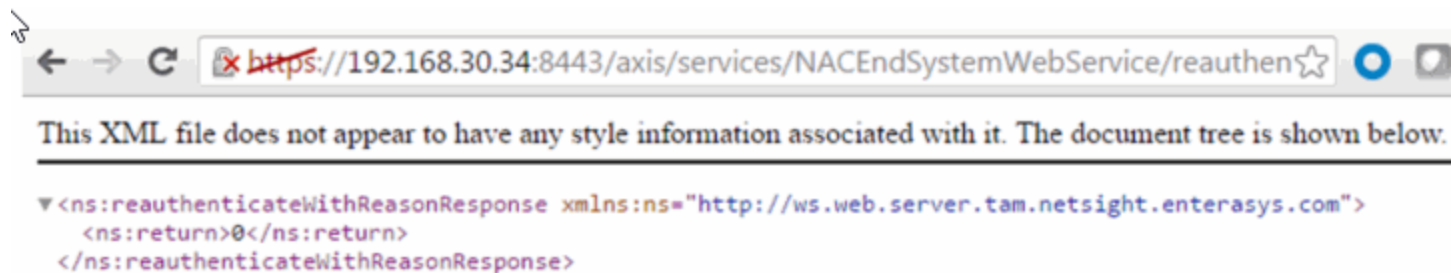 https://192.168.30.34:8443/axis/services/NACEndSystemWebService/reauthen
This XML file does not appear to have any style information associated with it. The document tree is shown below.
▼<ns:reauthenticateWithReasonResponse xmlns:ns="http://ws.web.server.tam.netsight.enterasys.com">
<ns:return>0</ns:return>
</ns:reauthenticateWithReasonResponse>